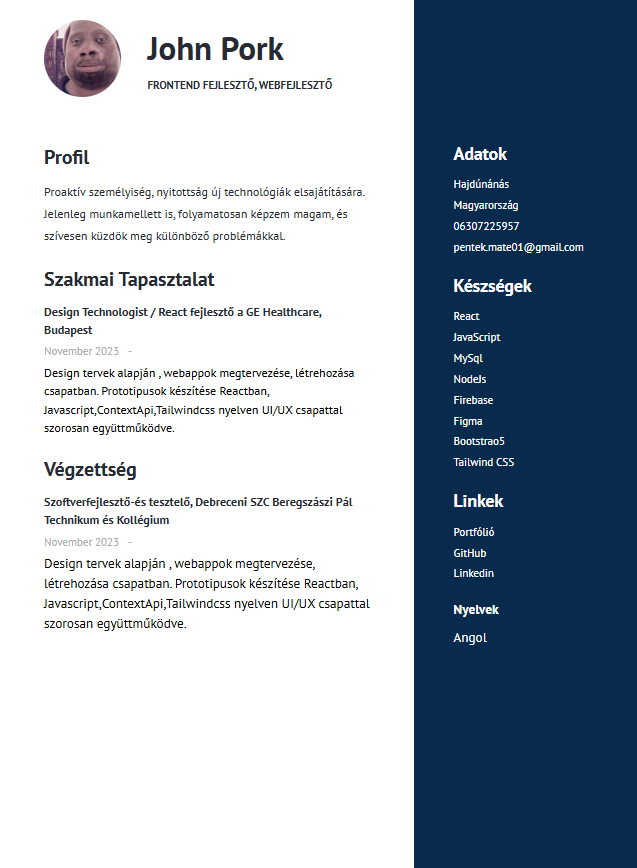 John Pork
FRONTEND FEJLESZTŐ, WEBFEJLESZTŐ
Profil
Proaktív személyiség, nyitottság új technológiák elsajátítására.
Jelenleg munkamellett is, folyamatosan képzem magam, és
szívesen küzdök meg különböző problémákkal.
Szakmai Tapasztalat
Design Technologist / React fejlesztő a GE Healthcare,
Budapest
November 2023 -
Design tervek alapján , webappok megtervezése, létrehozása
csapatban. Prototipusok készítése Reactban,
Javascript,ContextApi,Tailwindcss nyelven UI/UX csapattal
szorosan együttműködve.
Végzettség
Szoftverfejlesztő-és tesztelő, Debreceni SZC Beregszászi Pál
Technikum és Kollégium
November 2023 -
Design tervek alapján , webappok megtervezése,
létrehozása csapatban. Prototipusok készítése Reactban,
Javascript,ContextApi,Tailwindcss nyelven UI/UX csapattal
szorosan együttműködve.
Adatok
Hajdúnánás
Magyarország
06307225957
pentek.mate01@gmail.com
Készségek
React
JavaScript
MySql
NodeJs
Firebase
Figma
Bootstrao5
Tailwind CSS
Linkek
Portfólió
GitHub
Linkedin
Nyelvek
Angol